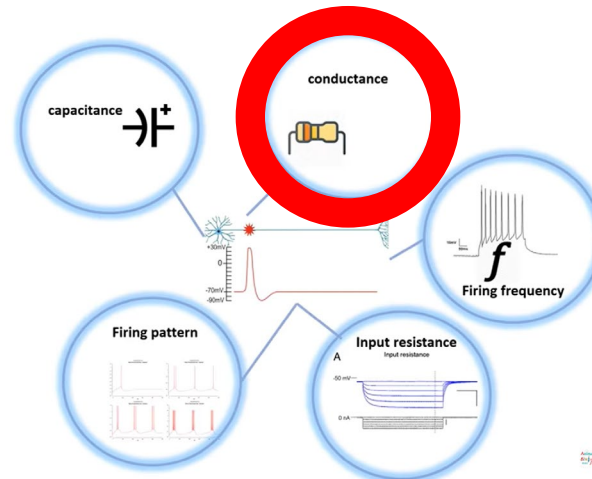 conductance
capacitance
+
+30mV
0
-70mV
-90mV
f
Firing frequency
Firing pattern
Input resistance
A
Input resistance
-50 mV
0 nA